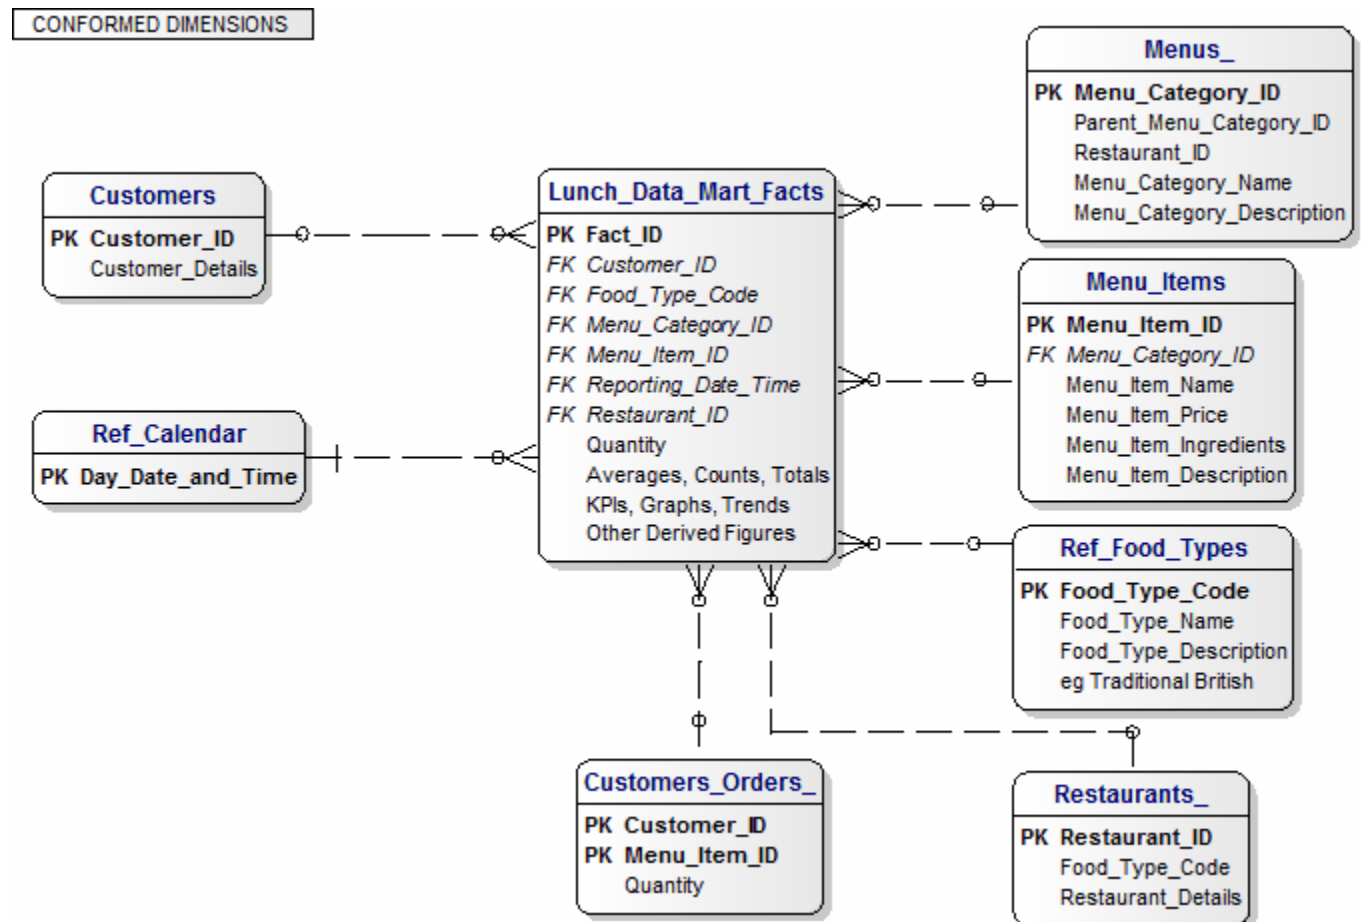 CONFORMED DIMENSIONS
Customers
PK Customer_ID
Customer_Details
Ref_Calendar
PK Day_Date_and_Time
Lunch_Data_Mart_Facts
PK Fact_ID
FK Customer_ID
FK Food_Type_Code
FK Menu_Category_ID
FK Menu_Item_ID
FK Reporting_Date_Time
FK Restaurant_ID
Quantity
Averages, Counts, Totals
KPIs, Graphs, Trends
Other Derived Figures
Menus_
PK Menu_Category_ID
Parent_Menu_Category_ID
Restaurant_ID
Menu_Category_Name
Menu_Category_Description
Menu_Items
PK Menu_Item_ID
FK Menu_Category_ID
Menu_Item_Name
Menu_Item_Price
Menu_Item_Ingredients
Menu_Item_Description
Ref_Food_Types
PK Food_Type_Code
Food_Type_Name
Food_Type_Description
eg Traditional British
Customers_Orders_
PK Customer_ID
PK Menu_Item_ID
Quantity
Restaurants_
PK Restaurant_ID
Food_Type_Code
Restaurant_Details